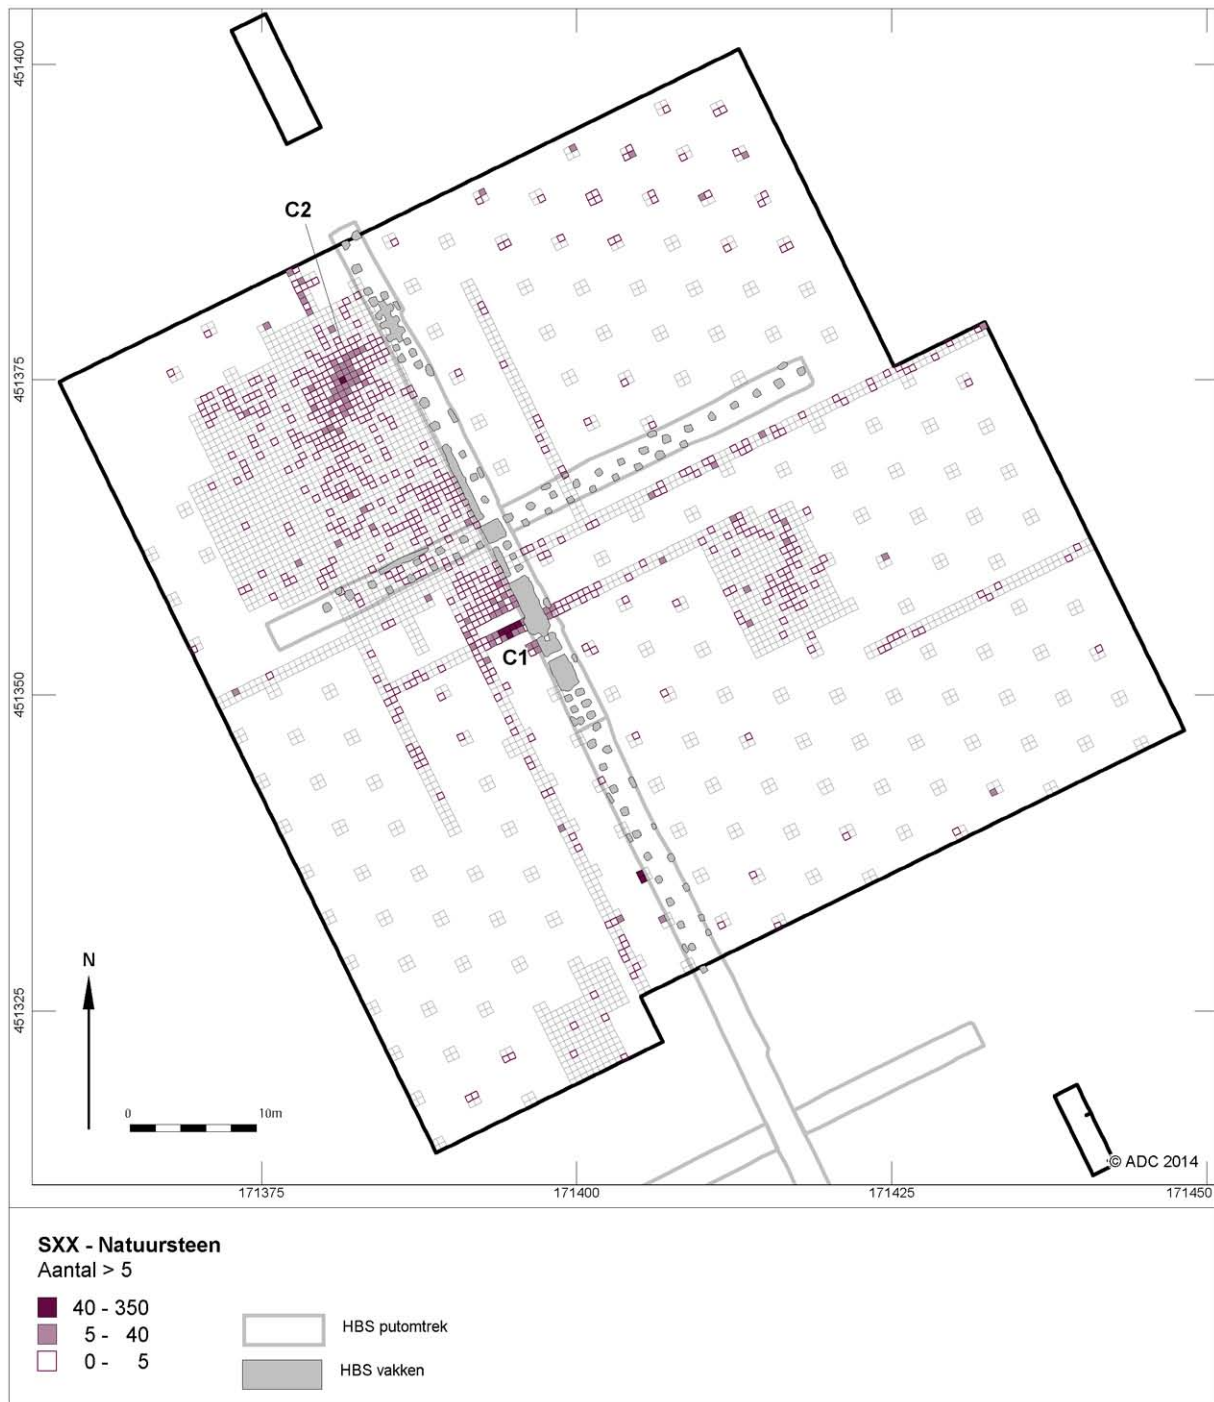 451400
C2
451375
C1
451350
N
451325
0 10m
© ADC 2014
171375 171400 171425 171450
SXX - Natuursteen
Aantal > 5
40 - 350
5 - 40
0 - 5
HBS putomtrek
HBS vakken